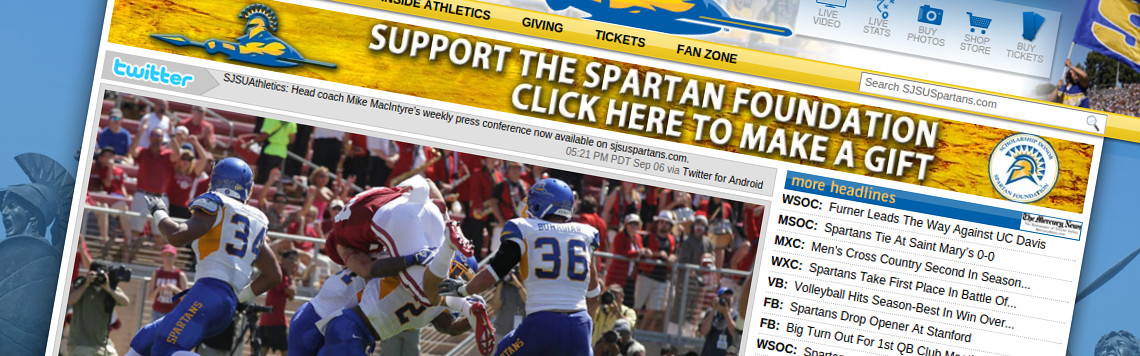 INSIDE ATHLETICS
GIVING
TICKETS
FAN ZONE
LIVE VIDEO
LIVE STATS
BUY PHOTOS
SHOP STORE
BUY TICKETS
Search SJSUSpartans.com
SUPPORT THE SPARTAN FOUNDATION
CLICK HERE TO MAKE A GIFT
SCHOLARSHIP DONOR
SPARTAN FOUNDATION
twitter
SJSUAthletics: Head coach Mike MacIntyre's weekly press conference now available on sjsuspartans.com.
05:21 PM PDT Sep 06 via Twitter for Android
34
36
2
SPARTANS
SPARTANS
more headlines
The Mercury News
WSOC: Furner Leads The Way Against UC Davis
MSOC: Spartans Tie At Saint Mary's 0-0
MXC: Men's Cross Country Second In Season...
WXC: Spartans Take First Place In Battle Of...
VB: Volleyball Hits Season-Best In Win Over...
FB: Spartans Drop Opener At Stanford
FB: Big Turn Out For 1st QB Club
WSOC: